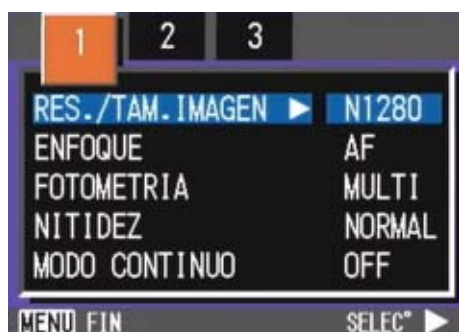 1 2 3
RES./TAM.IMAGEN ▶ N1280
ENFOQUE AF
FOTOMETRIA MULTI
NITIDEZ NORMAL
MODO CONTINUO OFF
MENU FIN SELEC° ▶